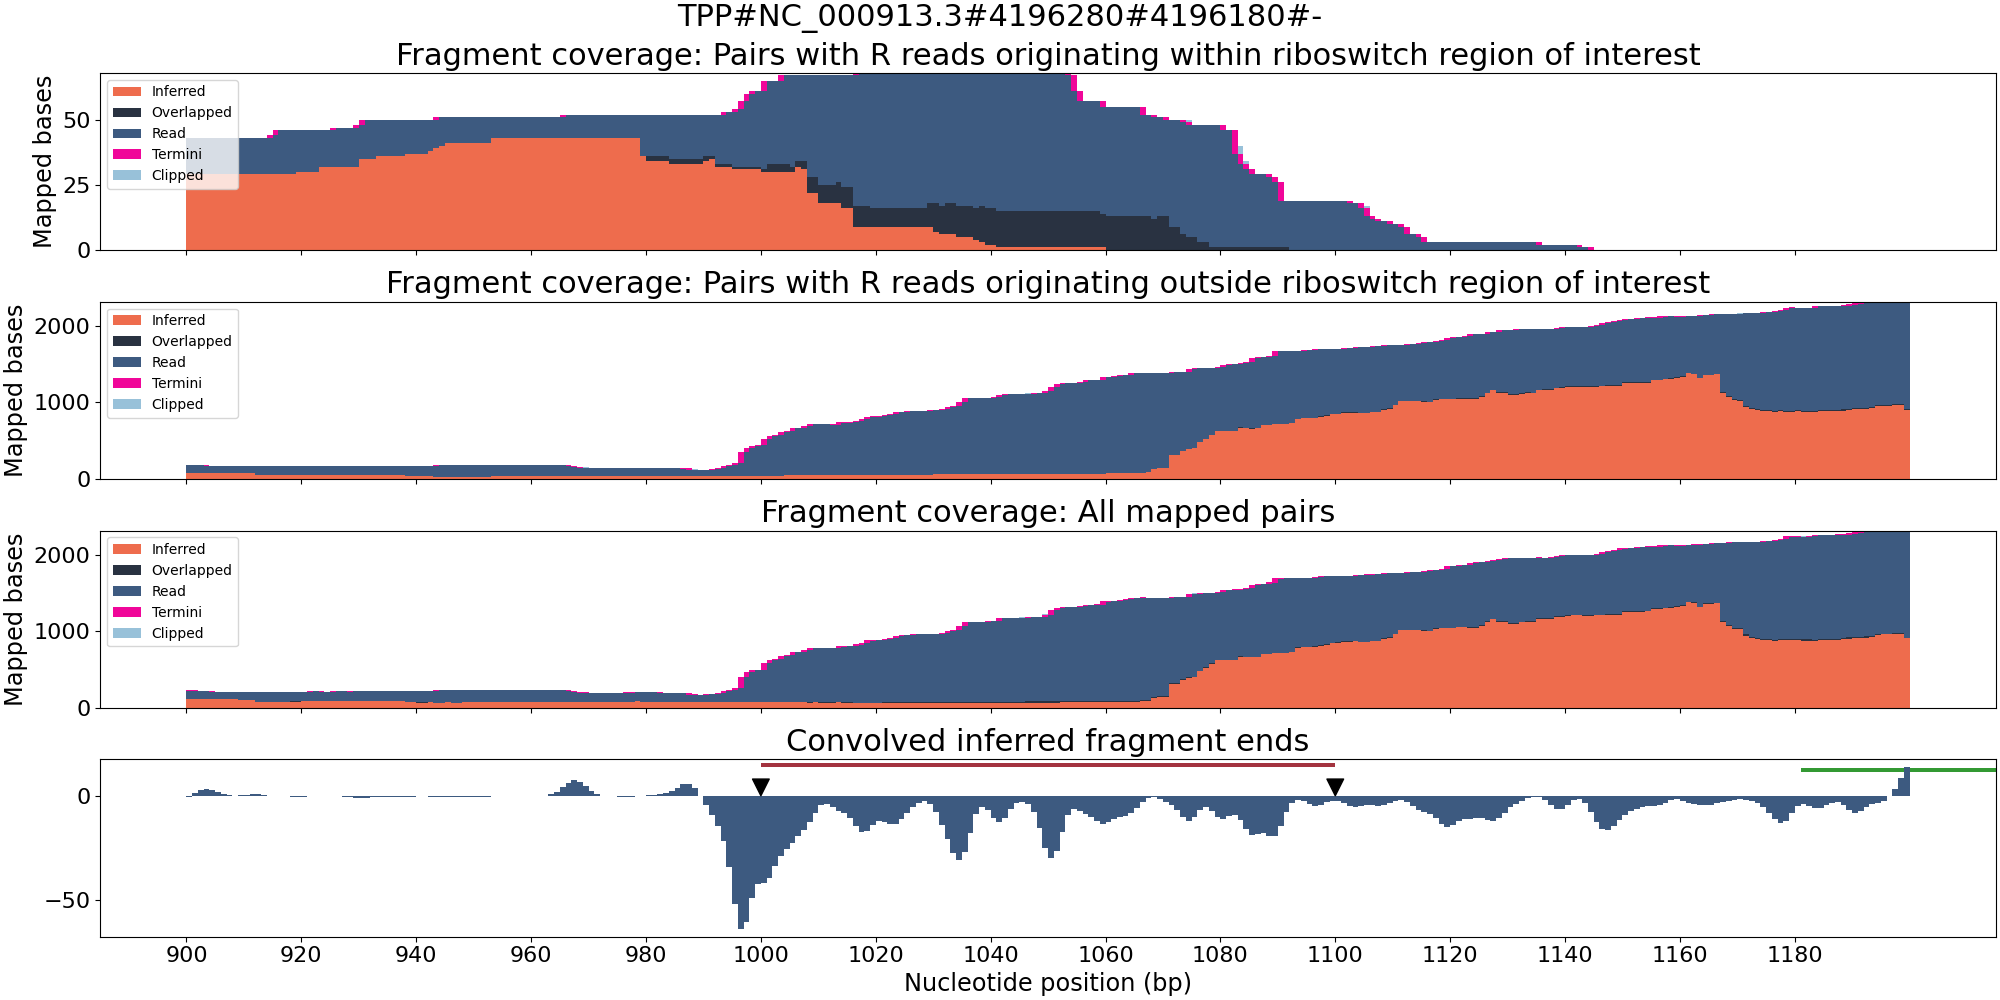 TPP#NC_000913.3#4196280#4196180#-
Fragment coverage: Pairs with R reads originating within riboswitch region of interest
Mapped bases
50
25
0
Inferred
Overlapped
Read
Termini
Clipped
Fragment coverage: Pairs with R reads originating outside riboswitch region of interest
Mapped bases
2000
1000
0
Inferred
Overlapped
Read
Termini
Clipped
Fragment coverage: All mapped pairs
Mapped bases
2000
1000
0
Inferred
Overlapped
Read
Termini
Clipped
Convolved inferred fragment ends
0
−50
900 920 940 960 980 1000 1020 1040 1060 1080 1100 1120 1140 1160 1180
Nucleotide position (bp)